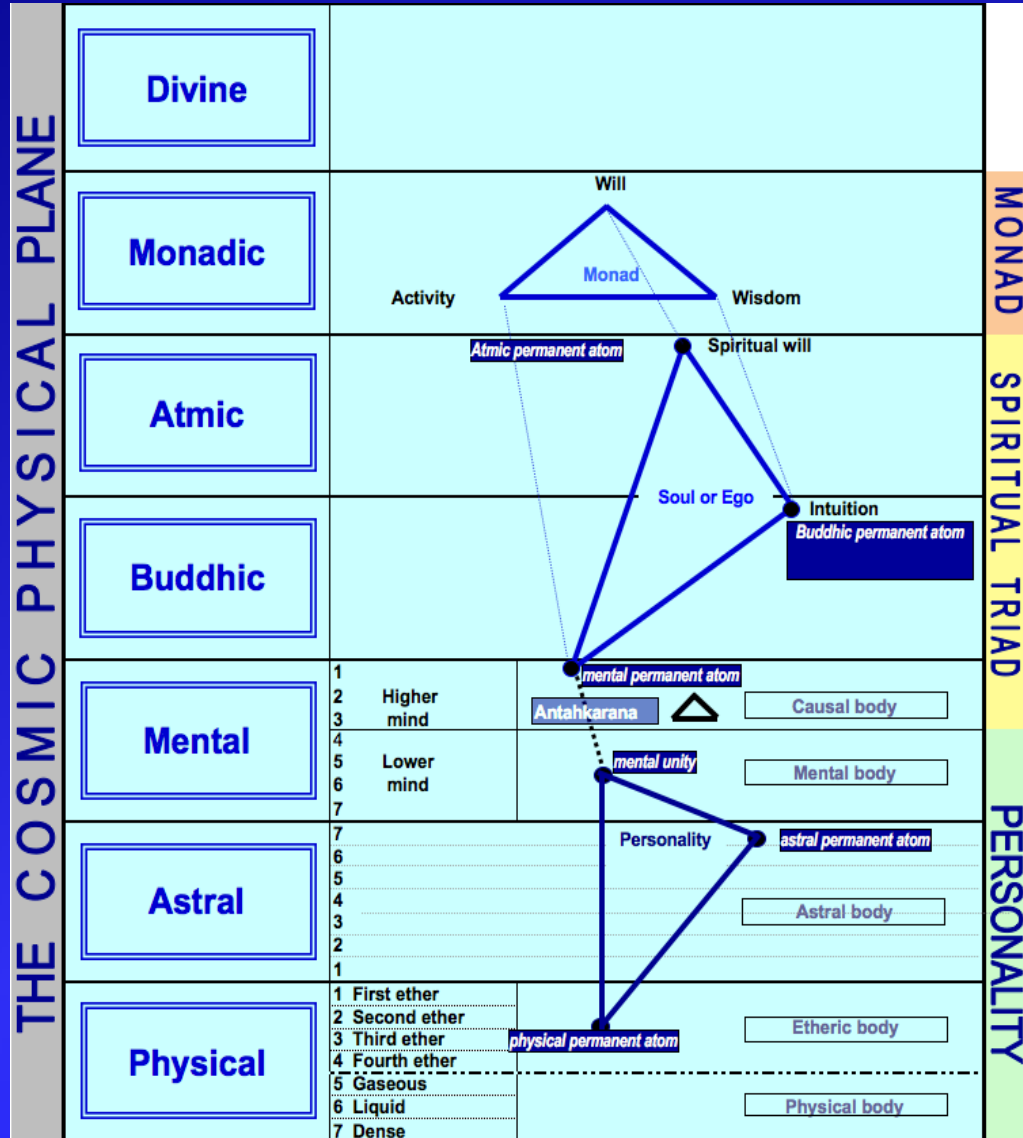 THE COSMIC PHYSICAL PLANE
Divine
Monadic
Will
Monad
Activity
Wisdom
MONAD
Atmic
Atmic permanent atom
Spiritual will
Soul or Ego
SPIRITUAL TRIAD
Buddhic
Intuition
Buddhic permanent atom
Mental
1
2 Higher
3 mind
mental permanent atom
Antahkarana
Causal body
4
5 Lower
6 mind
7
mental unity
Mental body
PERSONALITY
Astral
7
6
5
4
3
2
1
Personality
astral permanent atom
Astral body
Physical
1 First ether
2 Second ether
3 Third ether
4 Fourth ether
5 Gaseous
6 Liquid
7 Dense
physical permanent atom
Etheric body
Physical body